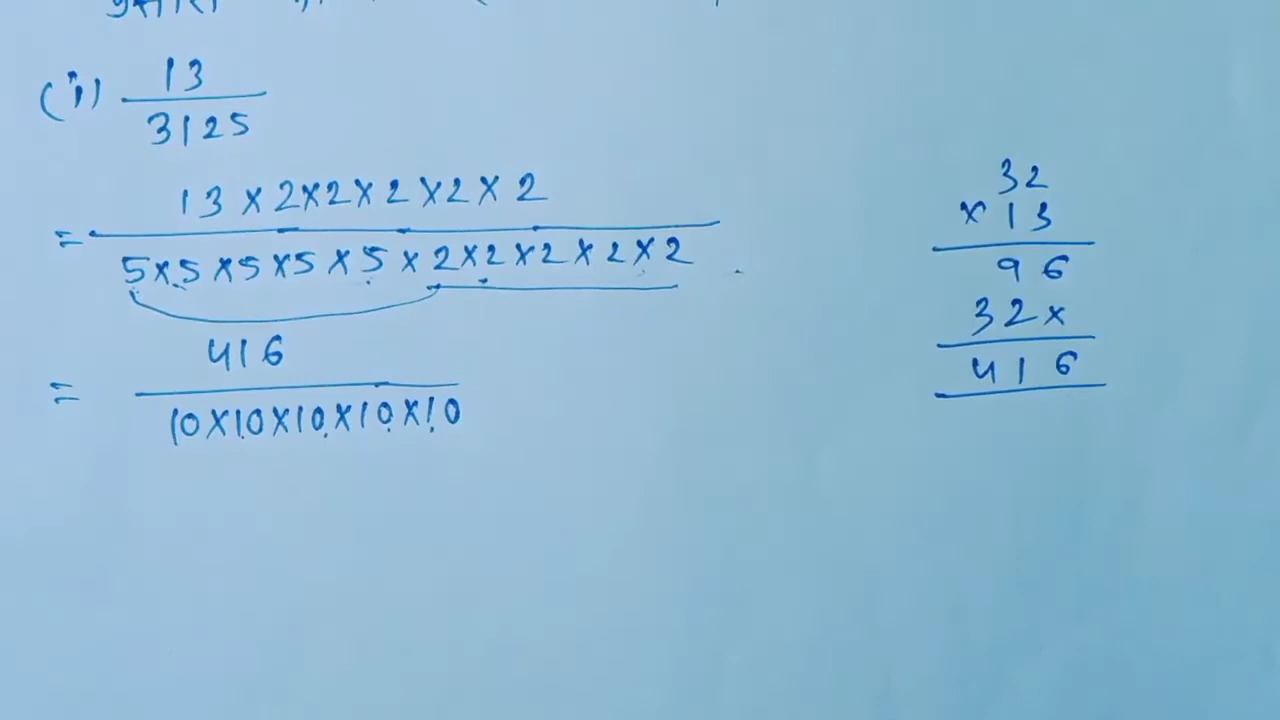 (i) 13
3125
= 13 × 2 × 2 × 2 × 2 × 2
5 × 5 × 5 × 5 × 5 × 2 × 2 × 2 × 2 × 2
= 416
10 × 10 × 10 × 10 × 10
32
× 13
96
32×
416